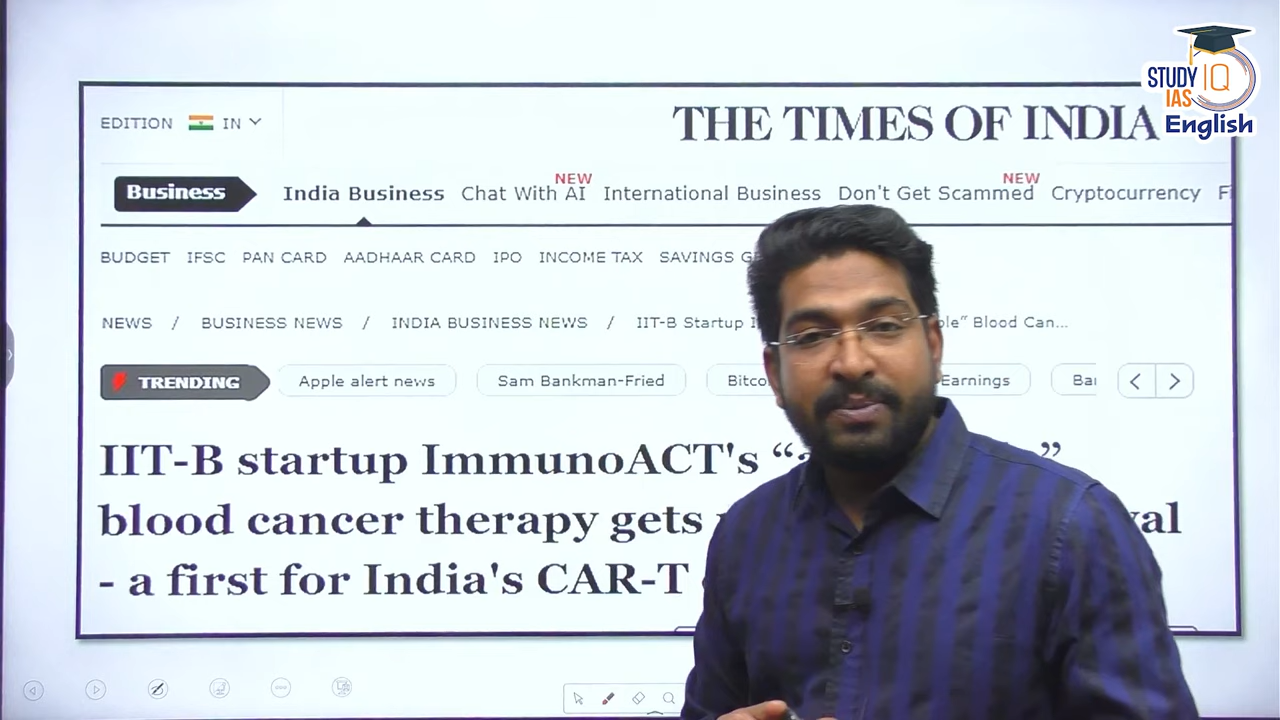 STUDY IQ
IAS
English
EDITION IN
THE TIMES OF INDIA
Business
India Business Chat With AI NEW International Business Don't Get Scammed NEW Cryptocurrency
BUDGET IFSC PAN CARD AADHAAR CARD IPO INCOME TAX SAVINGS
NEWS / BUSINESS NEWS / INDIA BUSINESS NEWS / IIT-B Startup Blood Can...
TRENDING Apple alert news Sam Bankman-Fried Earnings
IIT-B startup ImmunoACT's “ ”
blood cancer therapy gets
- a first for India's CAR-T